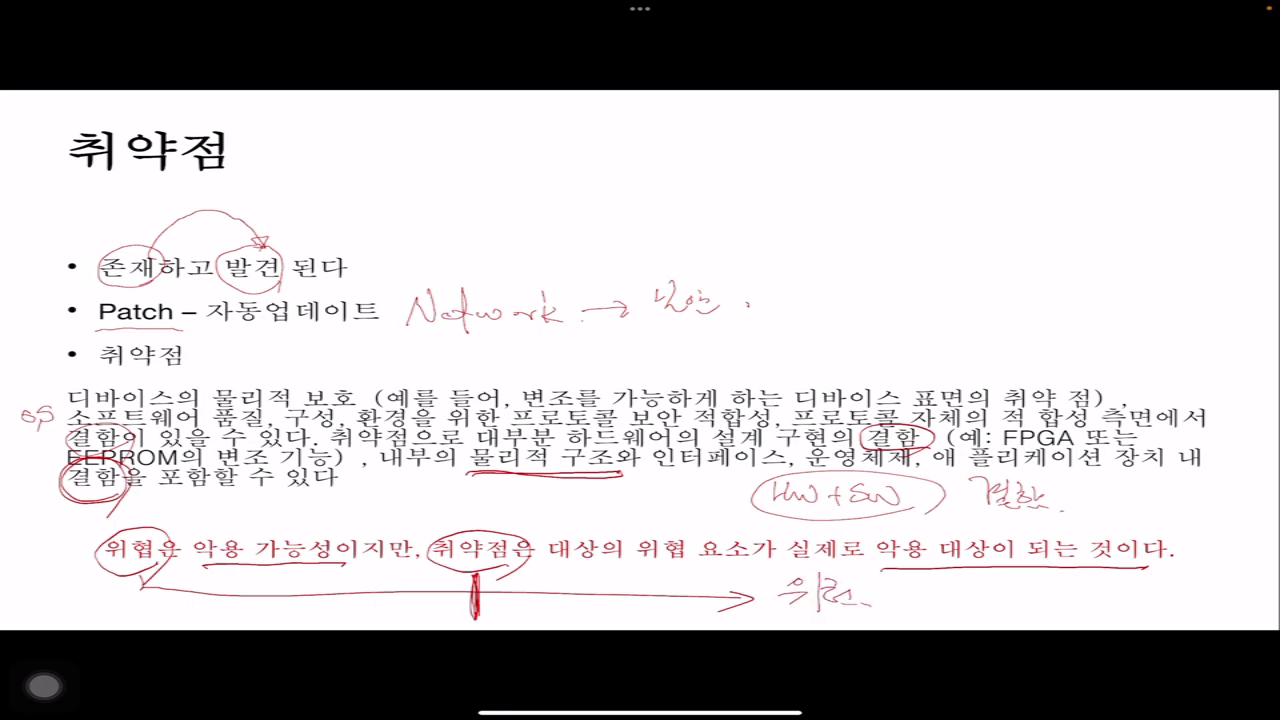 취약점
• 존재하고 발견 된다
• Patch – 자동업데이트 Network → 보안
• 취약점
디바이스의 물리적 보호 (예를 들어, 변조를 가능하게 하는 디바이스 표면의 취약 점) ,
소프트웨어 품질, 구성, 환경을 위한 프로토콜 보안 적합성, 프로토콜 자체의 적 합성 측면에서
결함이 있을 수 있다. 취약점으로 대부분 하드웨어의 설계 구현의 결함 (예: FPGA 또는
EEPROM의 변조 기능) , 내부의 물리적 구조와 인터페이스, 운영체제, 애 플리케이션 장치 내
결함을 포함할 수 있다
HW + SW 결함.
위협은 악용 가능성이지만, 취약점은 대상의 위협 요소가 실제로 악용 대상이 되는 것이다.
위험